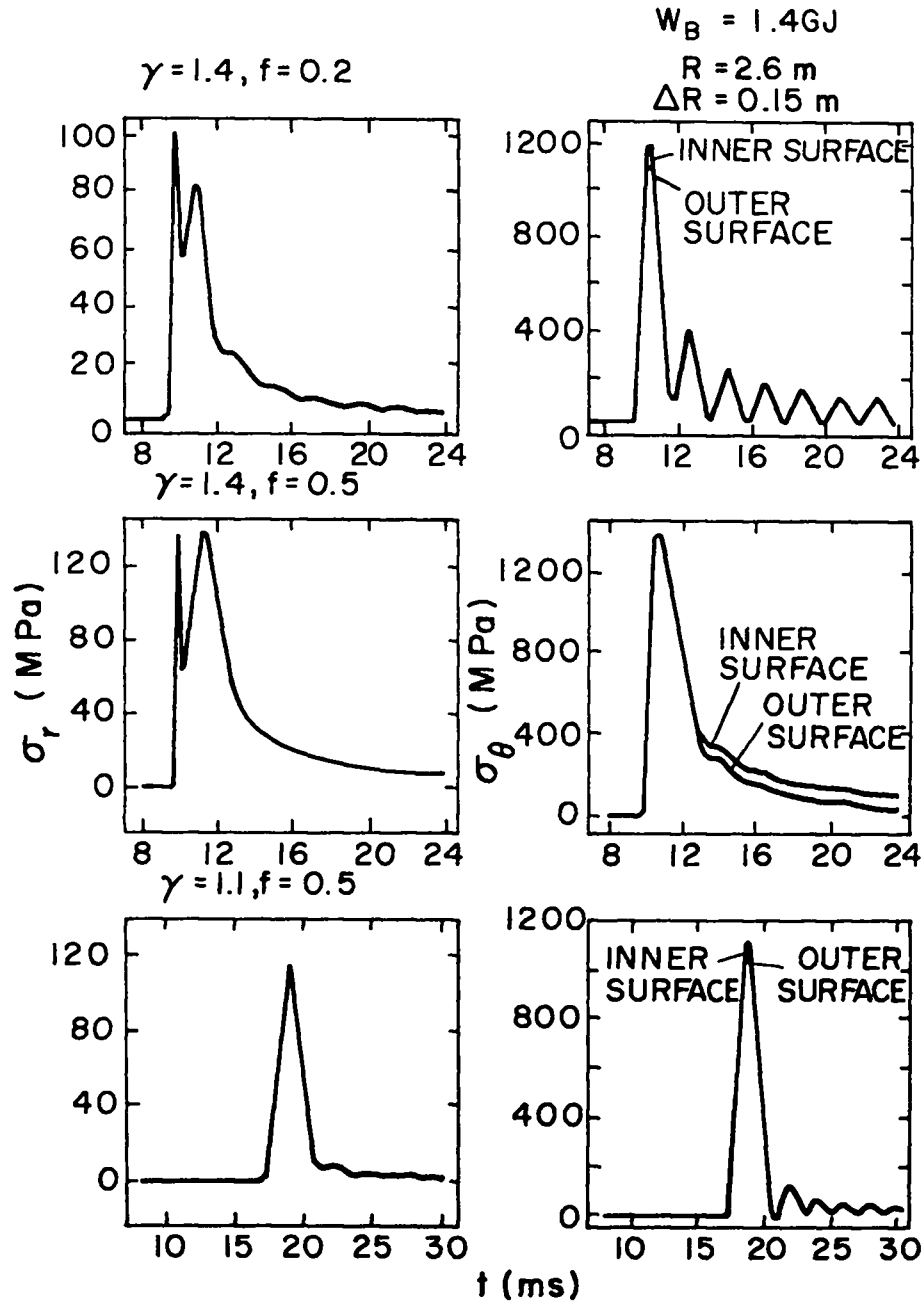 W_B = 1.4GJ
R = 2.6 m
ΔR = 0.15 m
γ = 1.4, f = 0.2
100
80
60
40
20
0
8 12 16 20 24
1200
800
400
0
8 12 16 20 24
INNER SURFACE
OUTER
SURFACE
γ = 1.4, f = 0.5
σ_r (MPa)
120
80
40
0
8 12 16 20 24
σ_θ (MPa)
1200
800
400
0
8 12 16 20 24
INNER
SURFACE
OUTER
SURFACE
γ = 1.1, f = 0.5
120
80
40
0
10 15 20 25 30
1200
800
400
0
10 15 20 25 30
INNER
SURFACE
OUTER
SURFACE
t (ms)